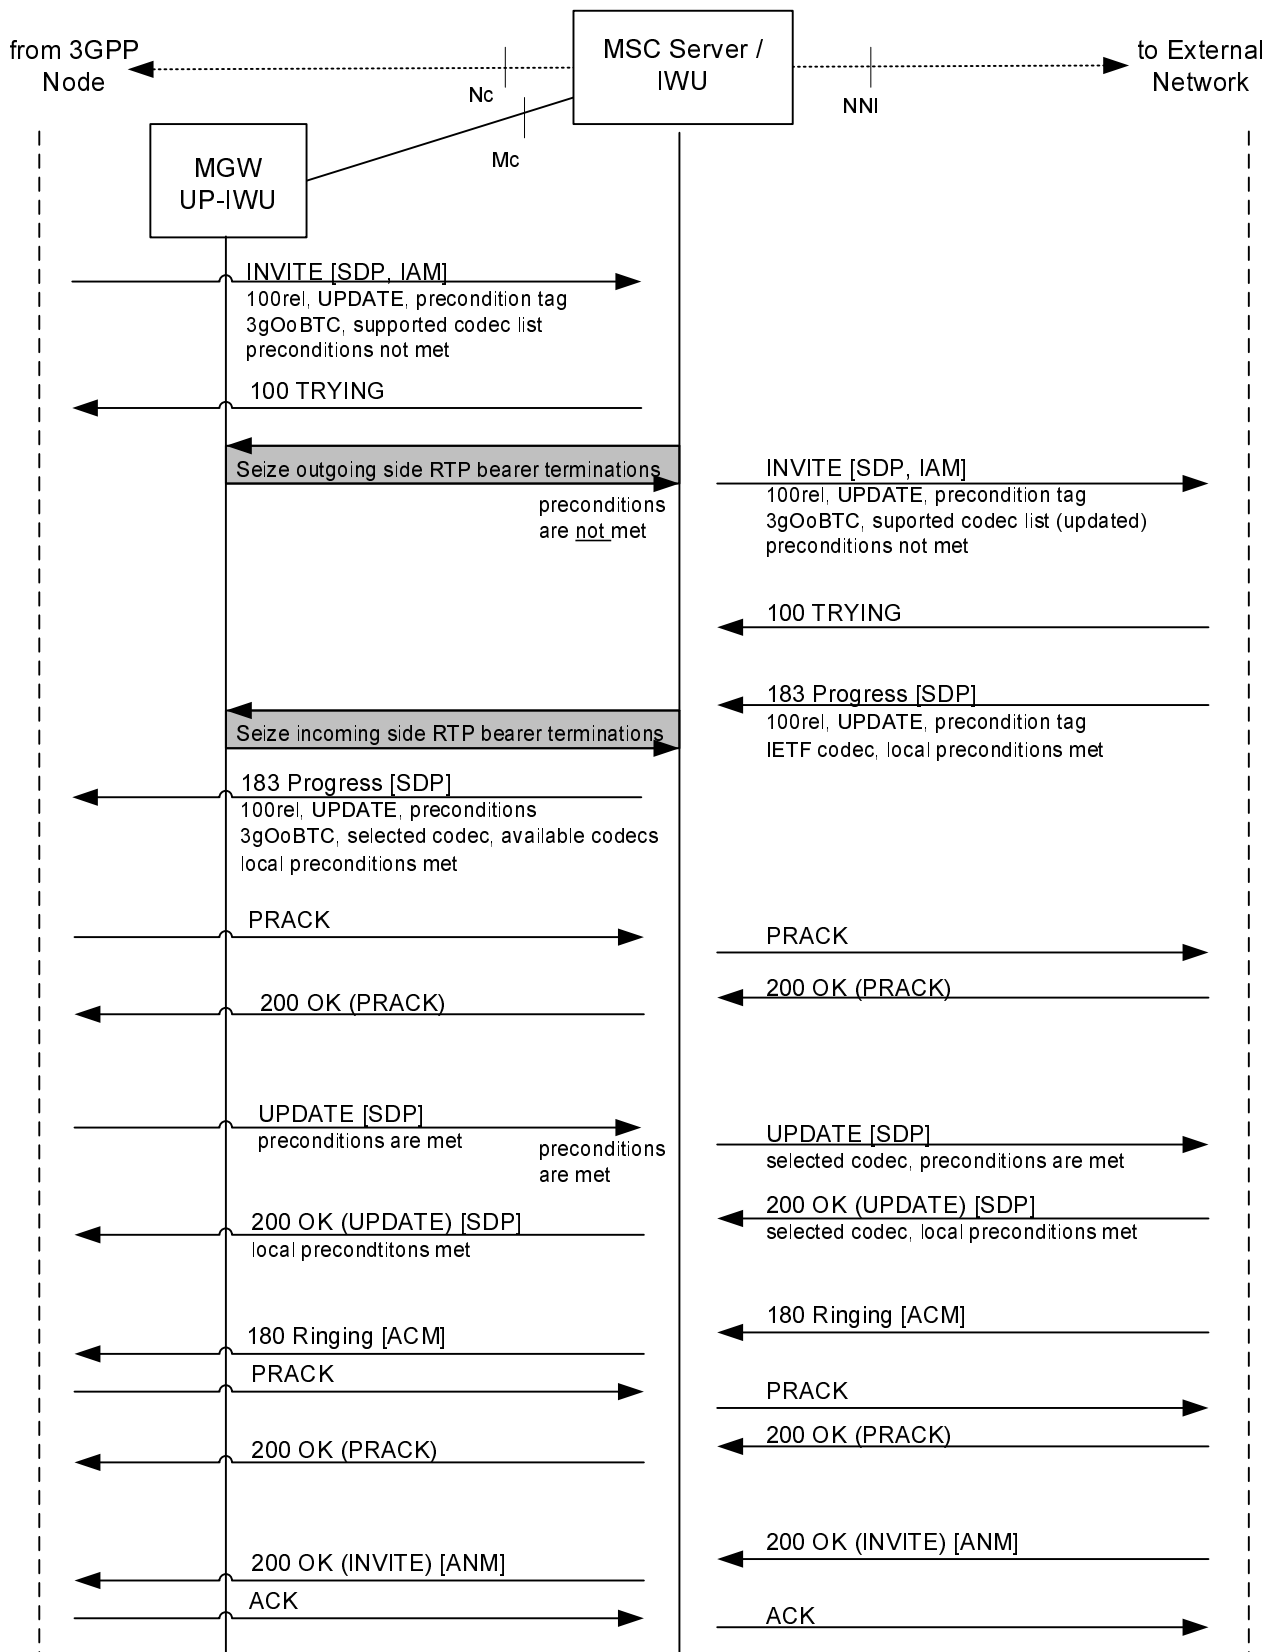 from 3GPP
Node
MSC Server /
IWU
to External
Network
Nc
NNI
Mc
MGW
UP-IWU
INVITE [SDP, IAM]
100rel, UPDATE, precondition tag
3gOoBTC, supported codec list
preconditions not met
100 TRYING
Seize outgoing side RTP bearer terminations
preconditions
are not met
INVITE [SDP, IAM]
100rel, UPDATE, precondition tag
3gOoBTC, suported codec list (updated)
preconditions not met
100 TRYING
183 Progress [SDP]
100rel, UPDATE, precondition tag
IETF codec, local preconditions met
Seize incoming side RTP bearer terminations
183 Progress [SDP]
100rel, UPDATE, preconditions
3gOoBTC, selected codec, available codecs
local preconditions met
PRACK
PRACK
200 OK (PRACK)
200 OK (PRACK)
UPDATE [SDP]
preconditions are met
preconditions
are met
UPDATE [SDP]
selected codec, preconditions are met
200 OK (UPDATE) [SDP]
selected codec, local preconditions met
200 OK (UPDATE) [SDP]
local precondtitons met
180 Ringing [ACM]
180 Ringing [ACM]
PRACK
PRACK
200 OK (PRACK)
200 OK (PRACK)
200 OK (INVITE) [ANM]
200 OK (INVITE) [ANM]
ACK
ACK